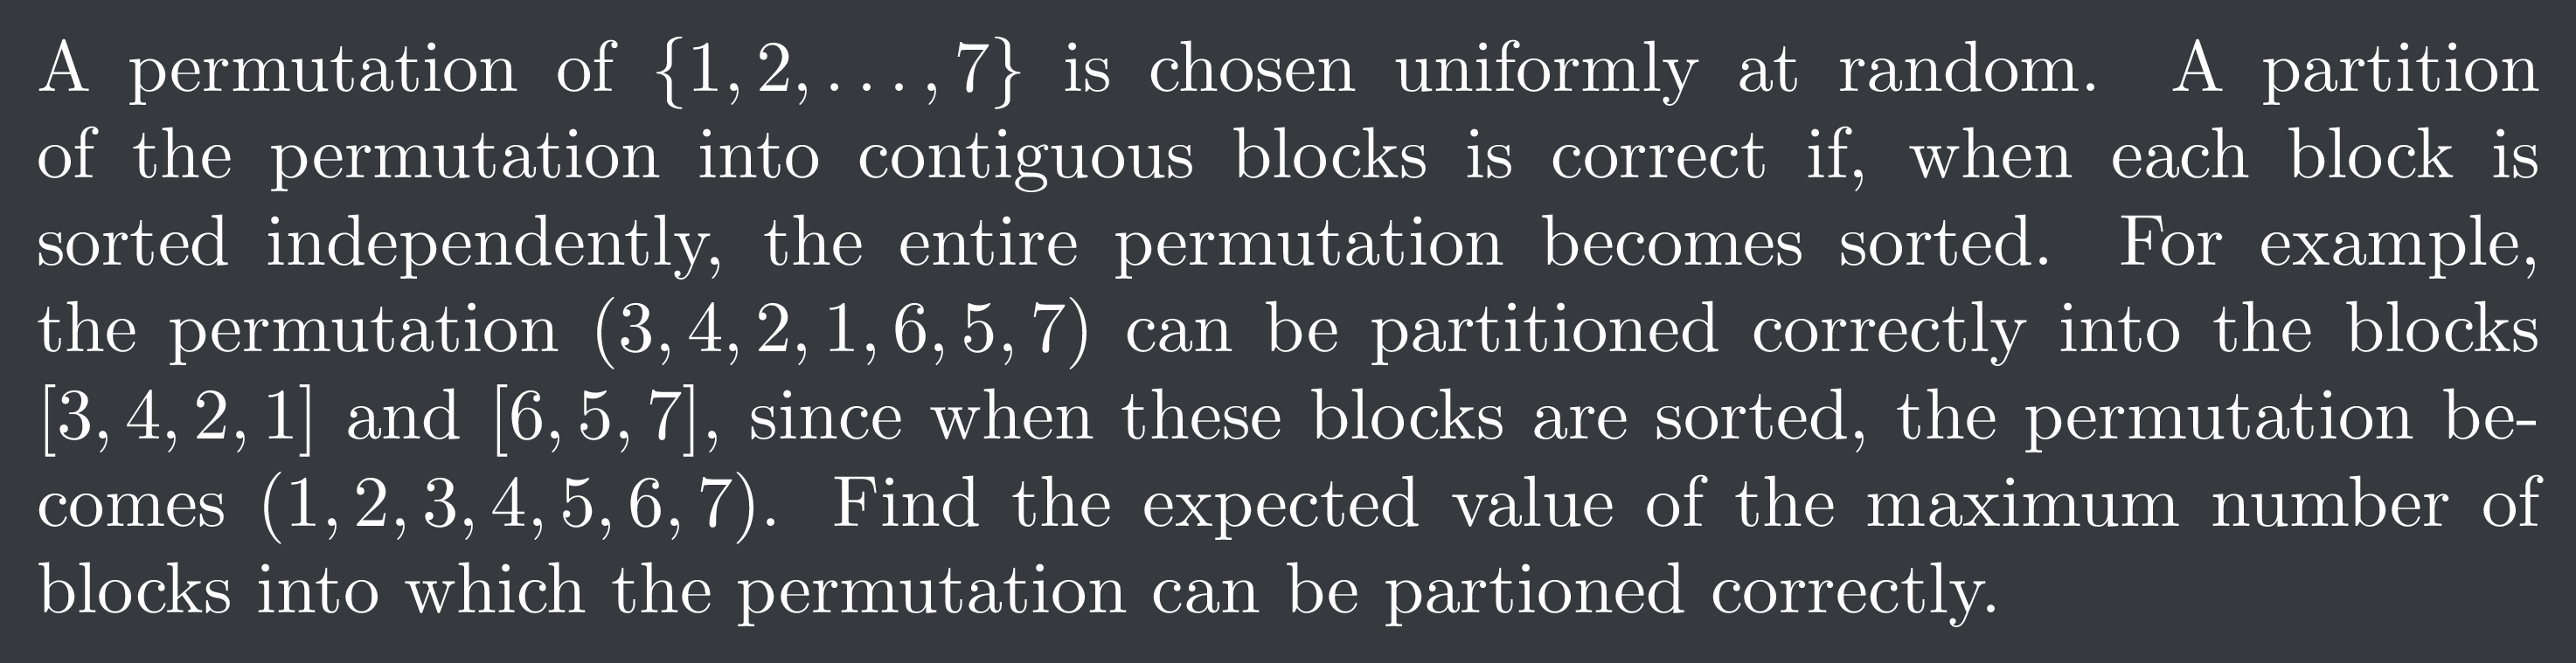 A permutation of {1, 2, . . . , 7} is chosen uniformly at random. A partition
of the permutation into contiguous blocks is correct if, when each block is
sorted independently, the entire permutation becomes sorted. For example,
the permutation (3, 4, 2, 1, 6, 5, 7) can be partitioned correctly into the blocks
[3, 4, 2, 1] and [6, 5, 7], since when these blocks are sorted, the permutation be-
comes (1, 2, 3, 4, 5, 6, 7). Find the expected value of the maximum number of
blocks into which the permutation can be partioned correctly.